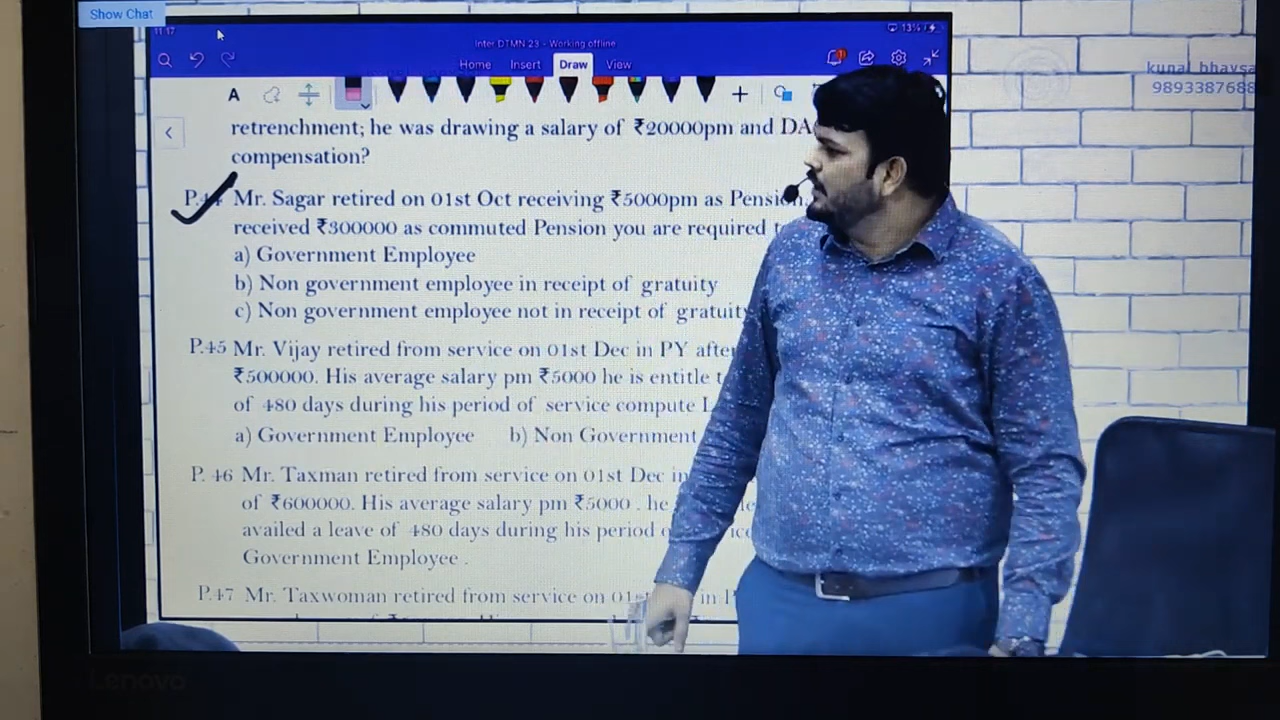 Show Chat
11:17
13%
Inter DTMN 23 - Working offline
Home Insert Draw View
A
kunal bhavsa
9893387688
retrenchment; he was drawing a salary of ₹20000pm and DA
compensation?
Mr. Sagar retired on 01st Oct receiving ₹5000pm as Pension.
received ₹300000 as commuted Pension you are required
a) Government Employee
b) Non government employee in receipt of gratuity
c) Non government employee not in receipt of gratuity
P.45 Mr. Vijay retired from service on 01st Dec in PY after
₹500000. His average salary pm ₹5000 he is entitle
of 480 days during his period of service compute L
a) Government Employee b) Non Government
P. 46 Mr. Taxman retired from service on 01st Dec in
of ₹600000. His average salary pm ₹5000 . he
availed a leave of 480 days during his period
Government Employee .
P.47 Mr. Taxwoman retired from service on 01st in P
Lenovo